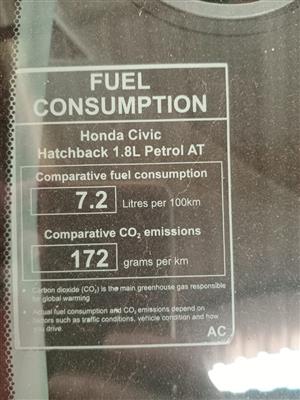 FUEL
CONSUMPTION
Honda Civic
Hatchback 1.8L Petrol AT
Comparative fuel consumption
7.2 Litres per 100km
Comparative CO₂ emissions
172 grams per km
Carbon dioxide (CO₂) is the main greenhouse gas responsible
for global warming
Actual fuel consumption and CO₂ emissions depend on
factors such as traffic conditions, vehicle condition and how
you drive.
AC